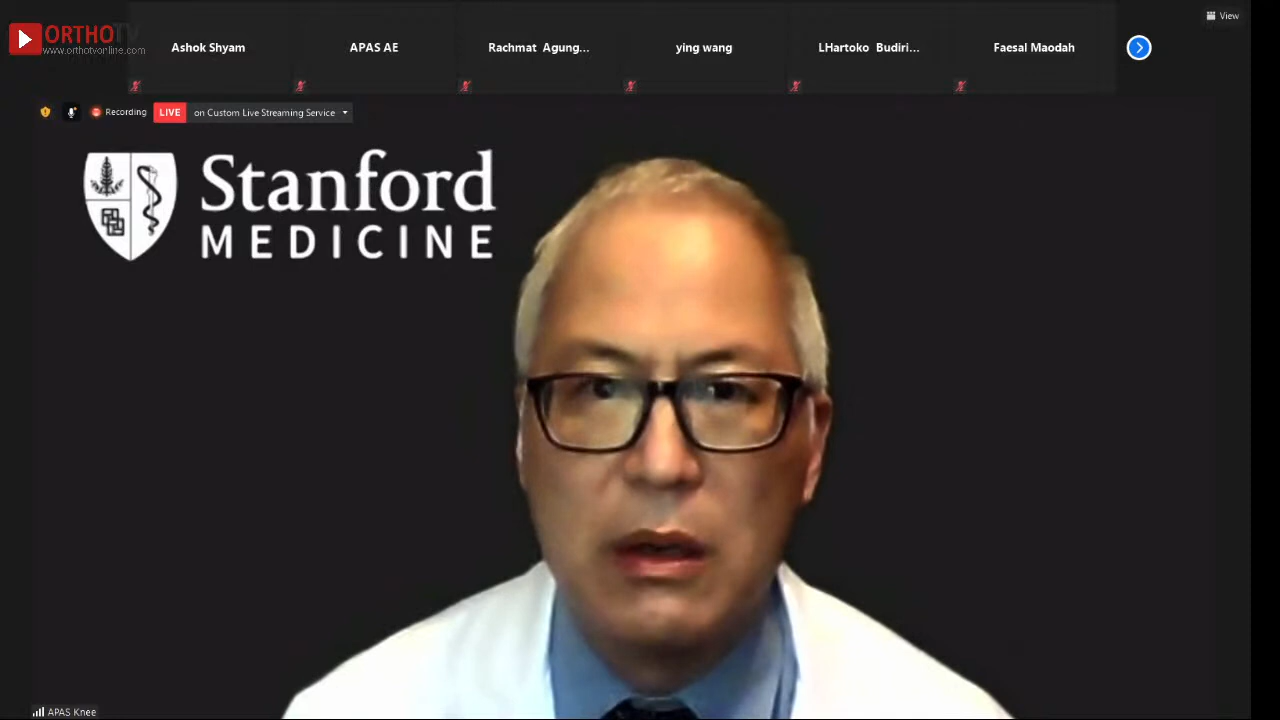 ORTHOTV
www.orthotvonline.com
Ashok Shyam
APAS AE
Rachmat Agung...
ying wang
LHartoko Budiri...
Faesal Maodah
View
Recording
LIVE
on Custom Live Streaming Service
Stanford
MEDICINE
APAS Knee